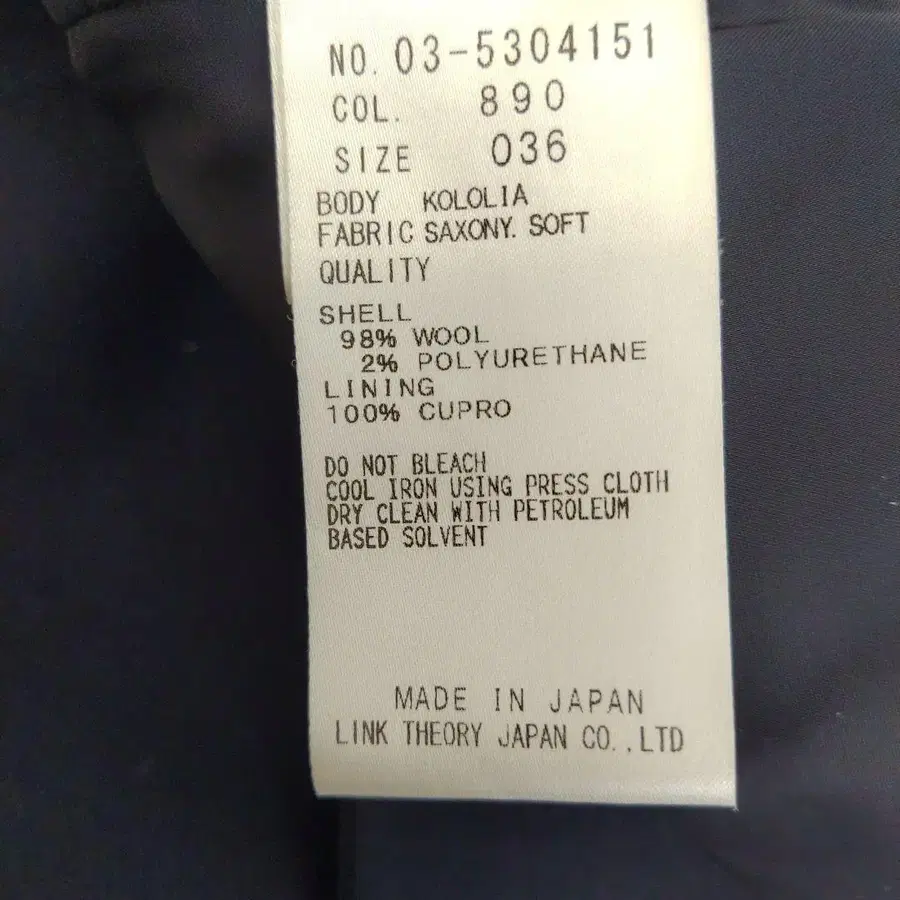 NO. 03-5304151
COL. 890
SIZE 036
BODY KOLOLIA
FABRIC SAXONY. SOFT
QUALITY
SHELL
98% WOOL
2% POLYURETHANE
LINING
100% CUPRO
DO NOT BLEACH
COOL IRON USING PRESS CLOTH
DRY CLEAN WITH PETROLEUM
BASED SOLVENT
MADE IN JAPAN
LINK THEORY JAPAN CO.,LTD